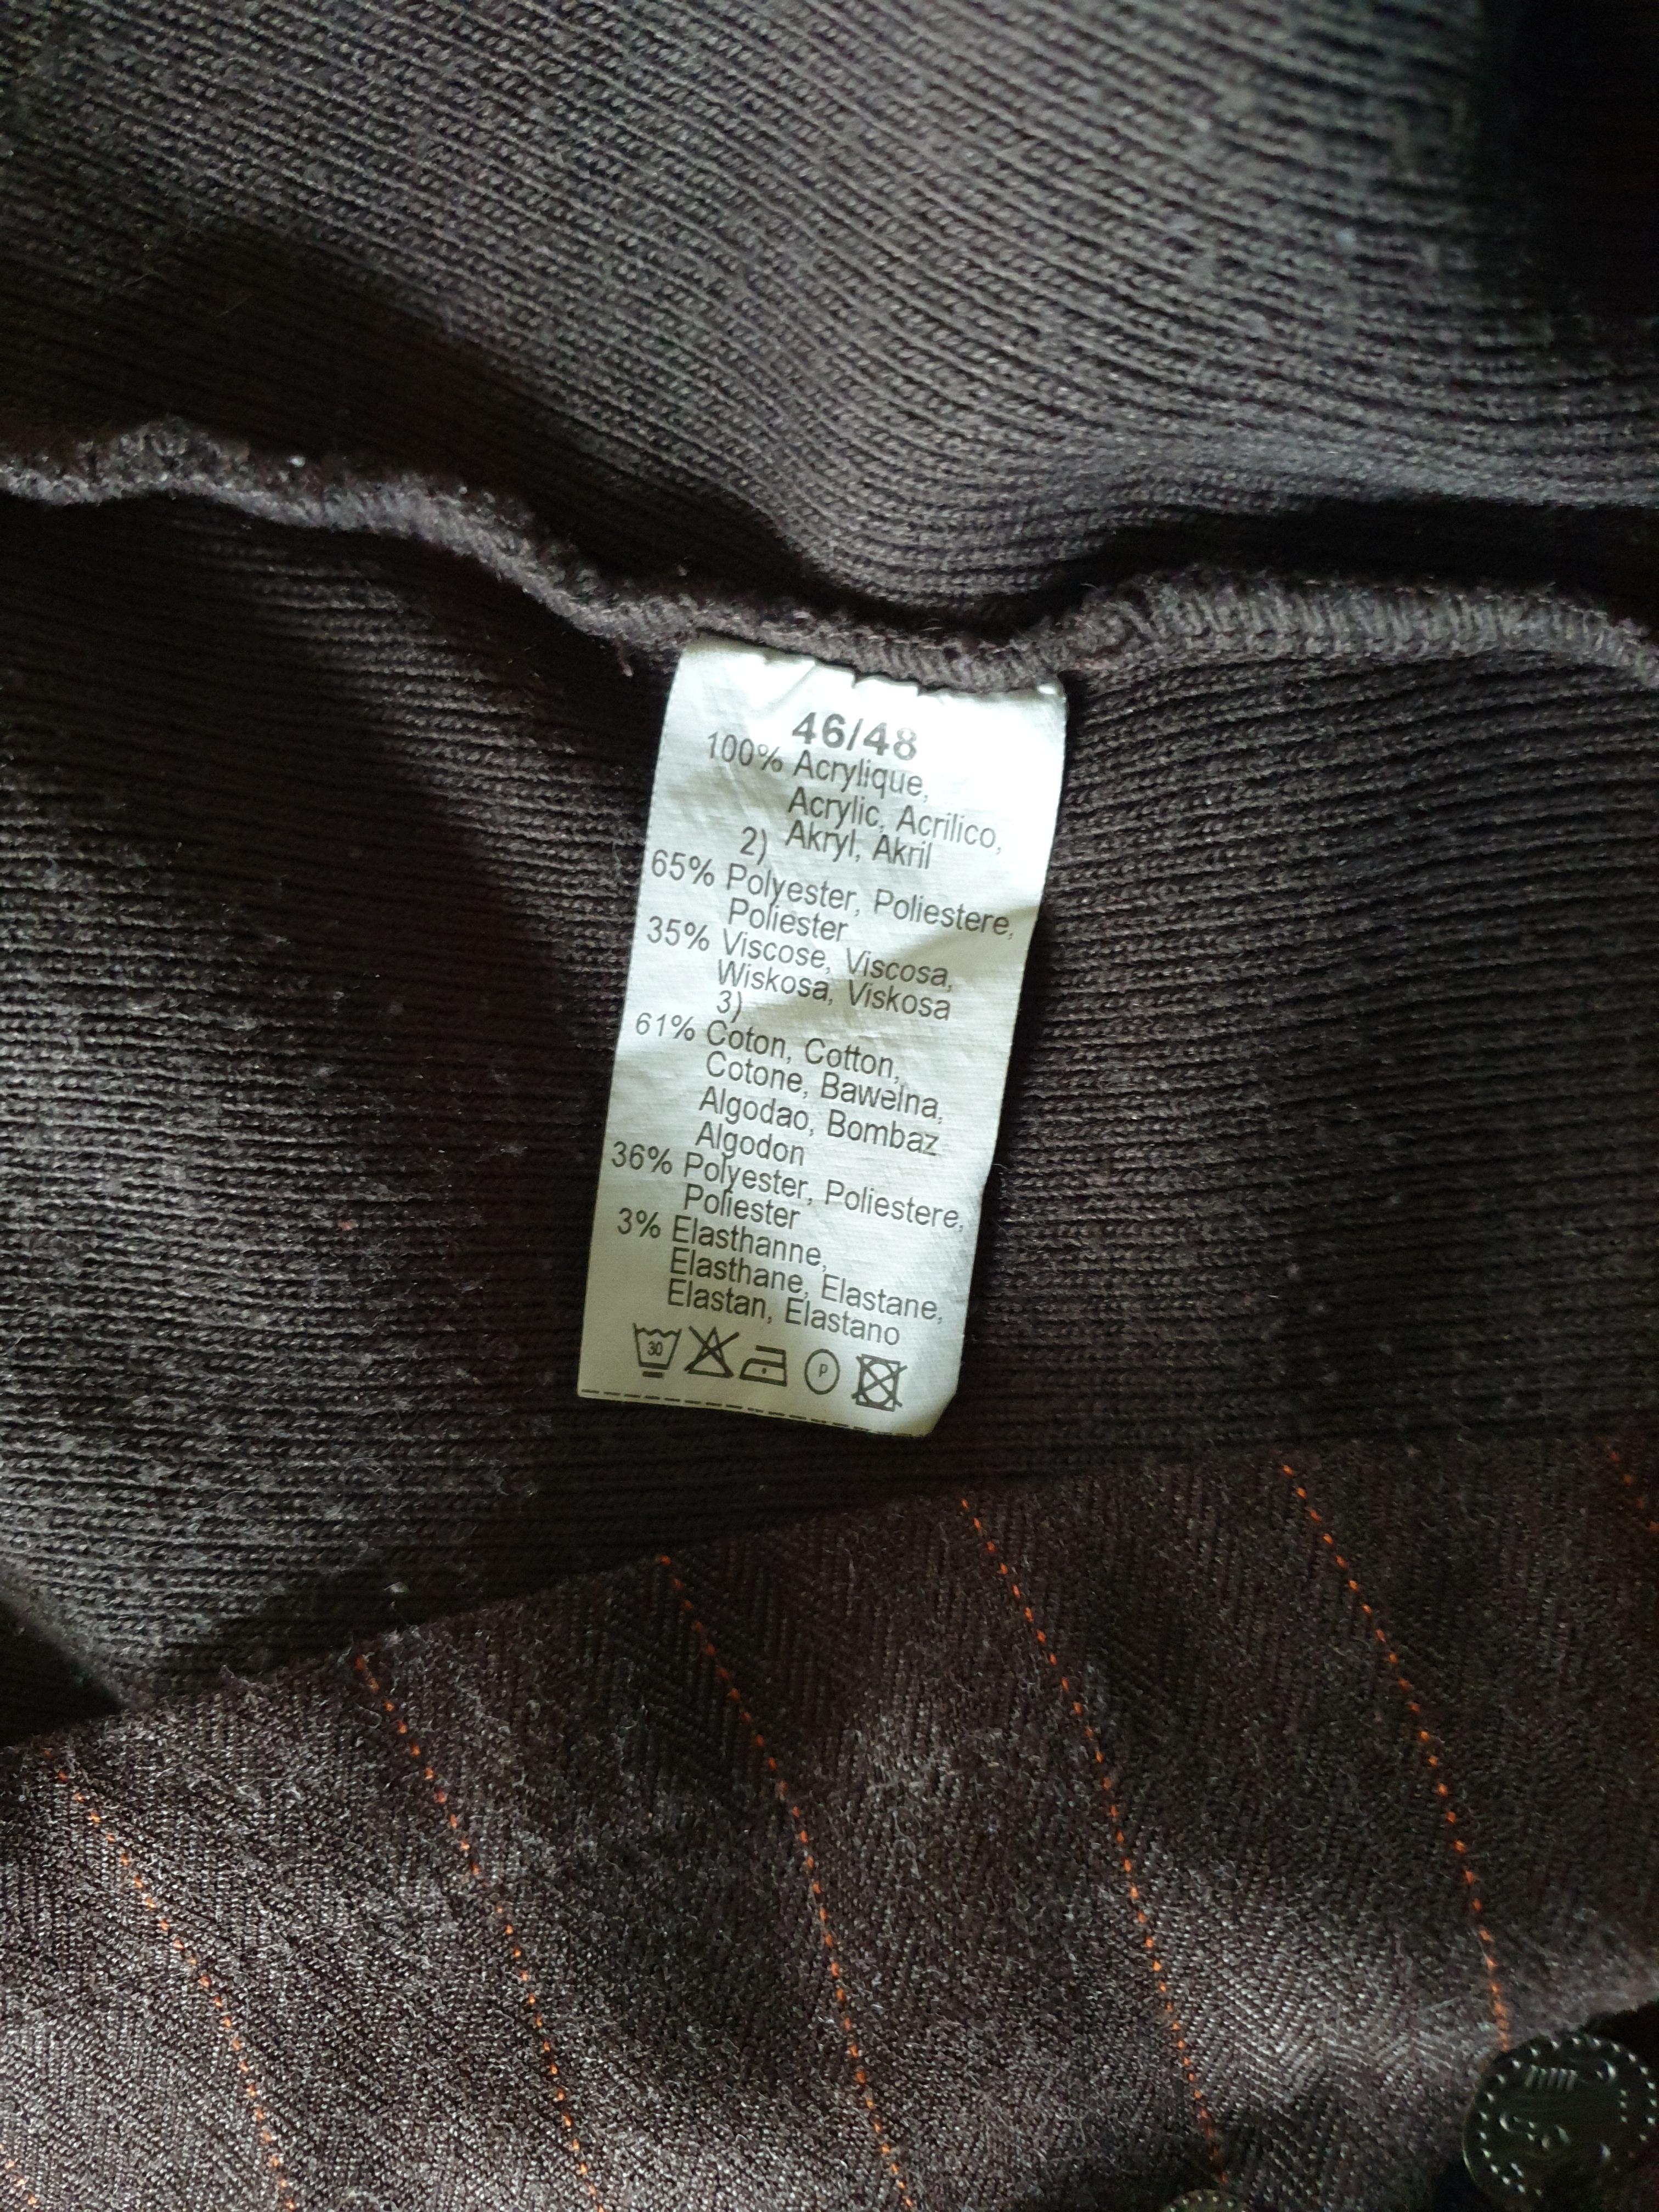 46/48
100% Acrylique,
Acrylic, Acrilico,
Akryl, Akril
2)
65% Polyester, Poliestere,
Poliester
35% Viscose, Viscosa,
Wiskosa, Viskosa
3)
61% Coton, Cotton,
Cotone, Bawelna,
Algodao, Bombaz
Algodon
36% Polyester, Poliestere,
Poliester
3% Elasthanne,
Elasthane, Elastane,
Elastan, Elastano
30 P